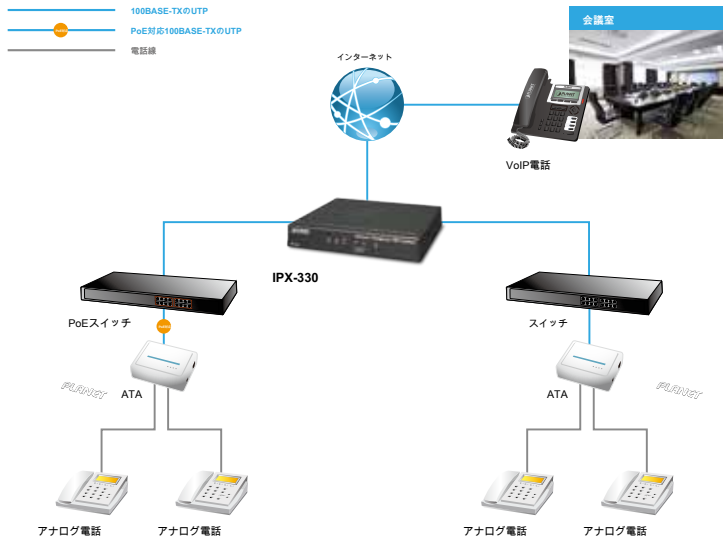 100BASE-TXのUTP
PoE対応100BASE-TXのUTP
電話線
会議室
インターネット
VoIP電話
IPX-330
PoEスイッチ
スイッチ
PLANET
ATA
ATA
PLANET
アナログ電話
アナログ電話
アナログ電話
アナログ電話